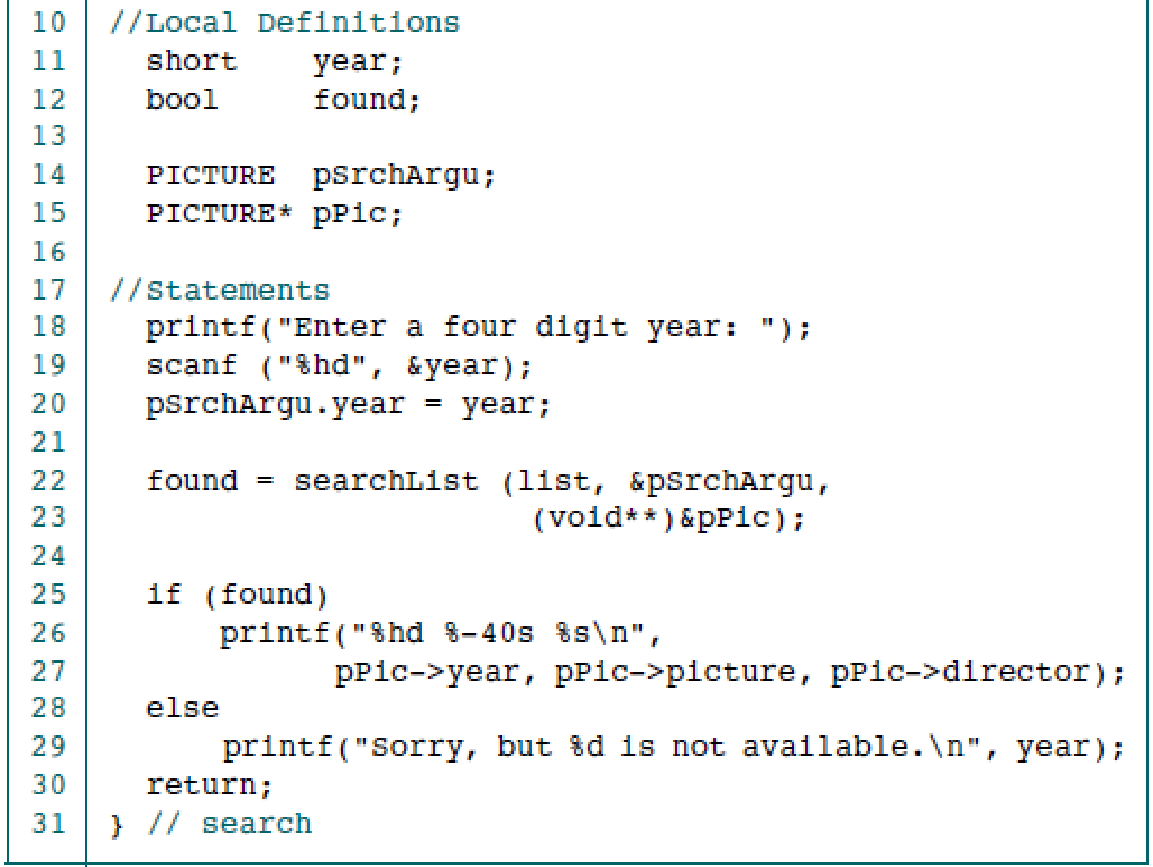 10 //Local Definitions
11 short year;
12 bool found;
13
14 PICTURE pSrchArgu;
15 PICTURE* pPic;
16
17 //Statements
18 printf("Enter a four digit year: ");
19 scanf ("%hd", &year);
20 pSrchArgu.year = year;
21
22 found = searchList (list, &pSrchArgu,
23 (void**)&pPic);
24
25 if (found)
26 printf("%hd %-40s %s\n",
27 pPic->year, pPic->picture, pPic->director);
28 else
29 printf("Sorry, but %d is not available.\n", year);
30 return;
31 } // search